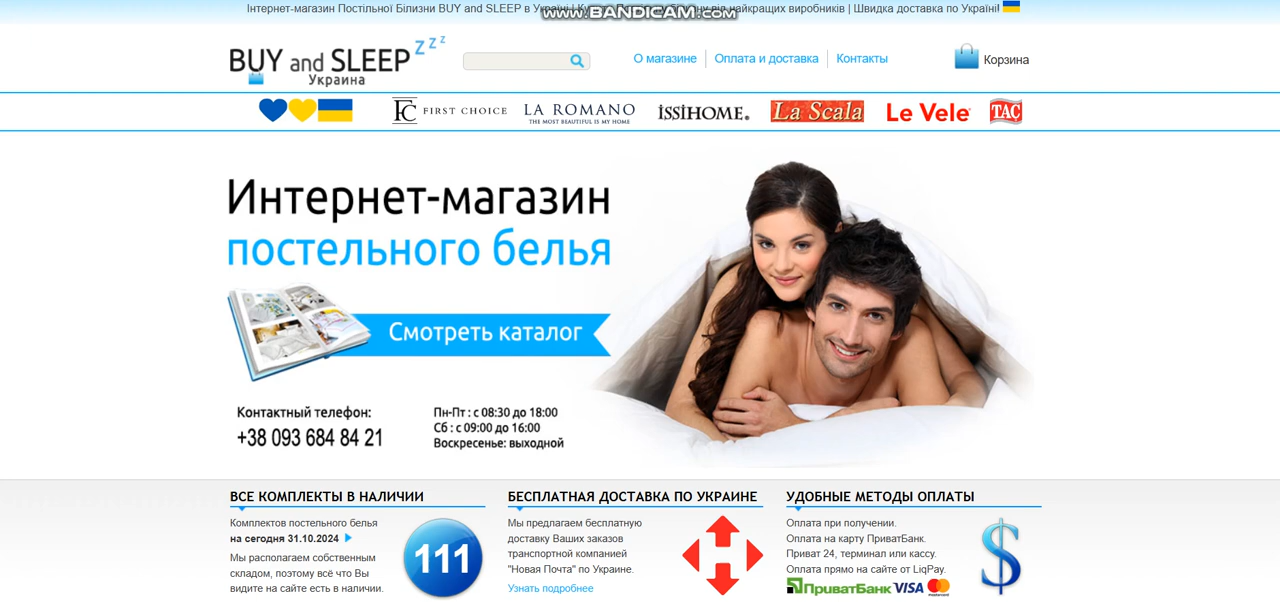 Інтернет-магазин Постільної Білизни BUY and SLEEP в Україні | від найкращих виробників | Швидка доставка по Україні!
www.BANDICAM.com
BUY and SLEEP z z z
Украина
О магазине
Оплата и доставка
Контакты
Корзина
FC FIRST CHOICE
LA ROMANO
THE MOST BEAUTIFUL IS MY HOME
ISSIHOME.
La Scala
Le Vele
TAÇ
Интернет-магазин
постельного белья
Смотреть каталог
Контактный телефон:
+38 093 684 84 21
Пн-Пт : с 08:30 до 18:00
Сб : с 09:00 до 16:00
Воскресенье: выходной
ВСЕ КОМПЛЕКТЫ В НАЛИЧИИ
Комплектов постельного белья
на сегодня 31.10.2024
Мы располагаем собственным
складом, поэтому всё что Вы
видите на сайте есть в наличии.
111
БЕСПЛАТНАЯ ДОСТАВКА ПО УКРАИНЕ
Мы предлагаем бесплатную
доставку Ваших заказов
транспортной компанией
"Новая Почта" по Украине.
Узнать подробнее
УДОБНЫЕ МЕТОДЫ ОПЛАТЫ
Оплата при получении.
Оплата на карту ПриватБанк.
Приват 24, терминал или кассу.
Оплата прямо на сайте от LiqPay.
ПриватБанк VISA mastercard
$